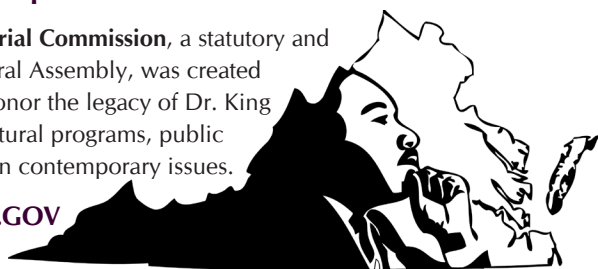 rial Commission, a statutory and
ral Assembly, was created
onor the legacy of Dr. King
tural programs, public
n contemporary issues.
.GOV